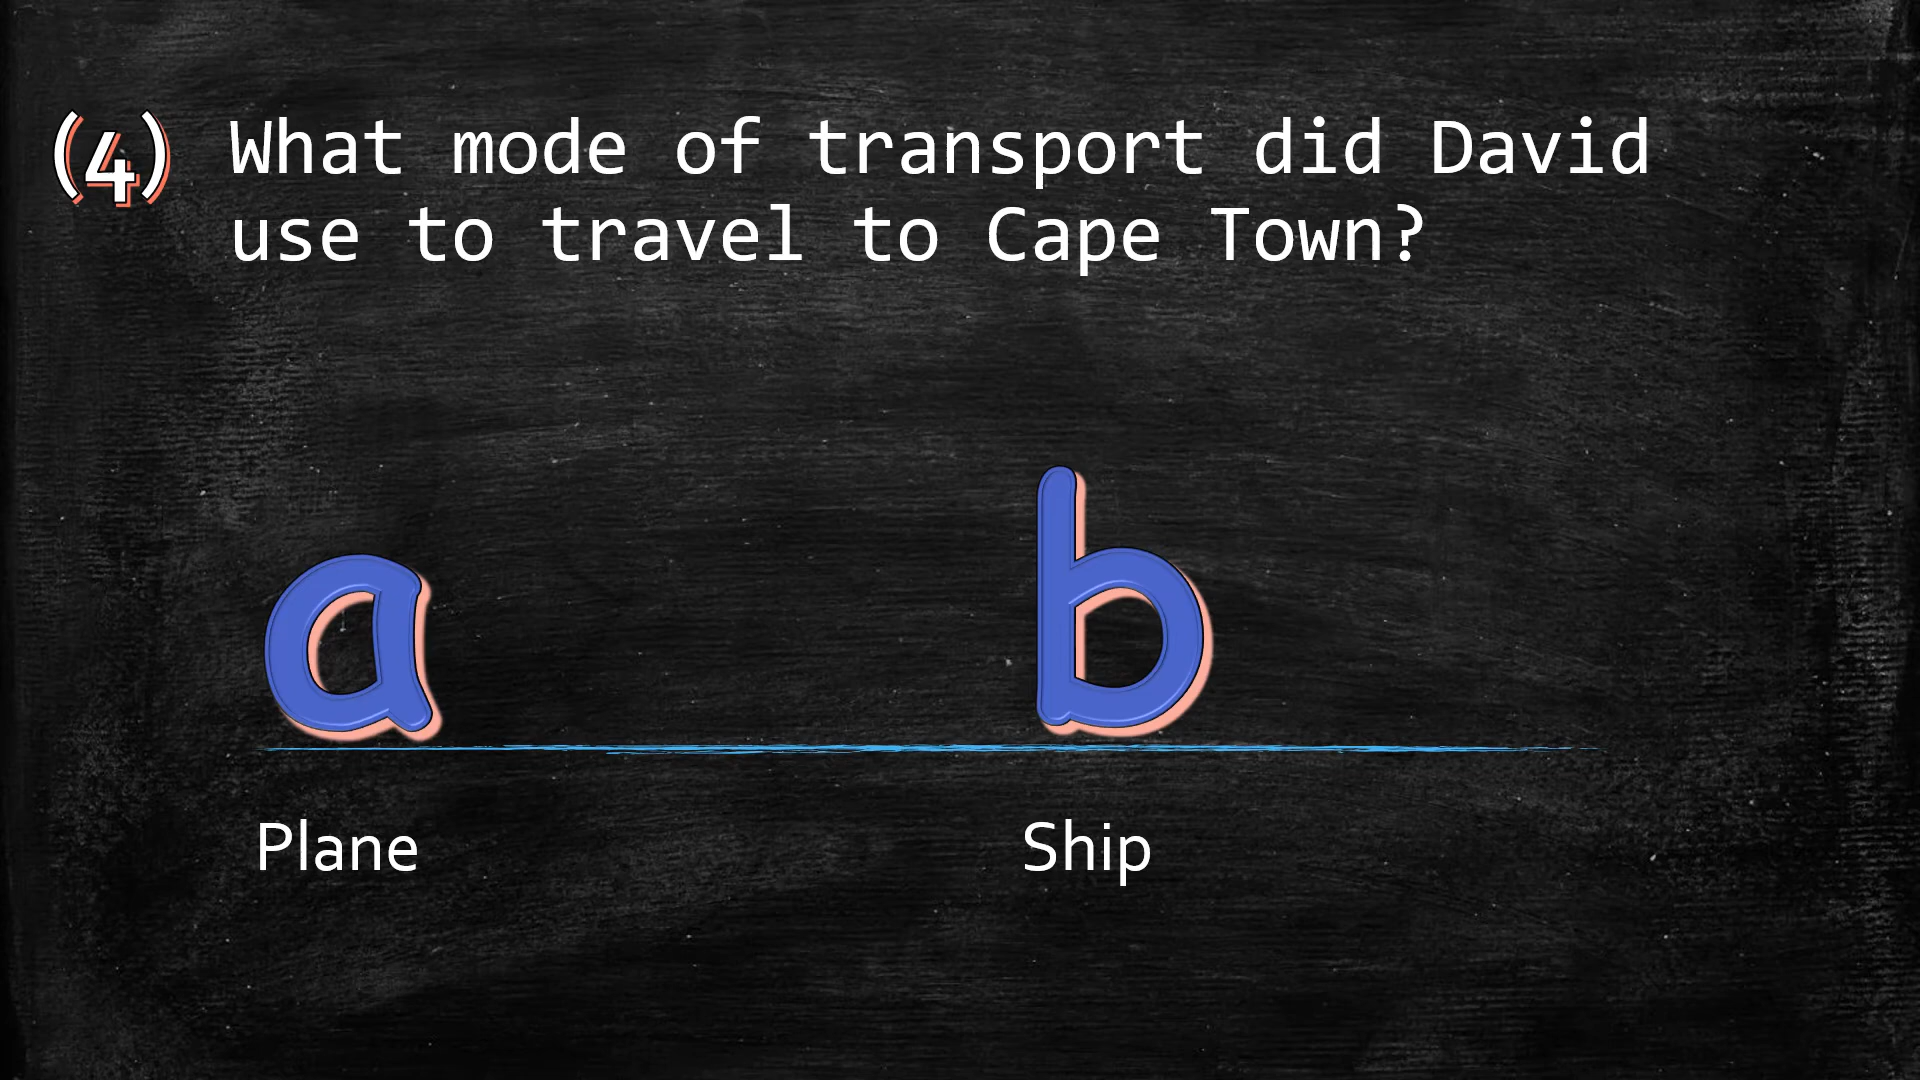 (4) What mode of transport did David
use to travel to Cape Town?
a b
Plane Ship